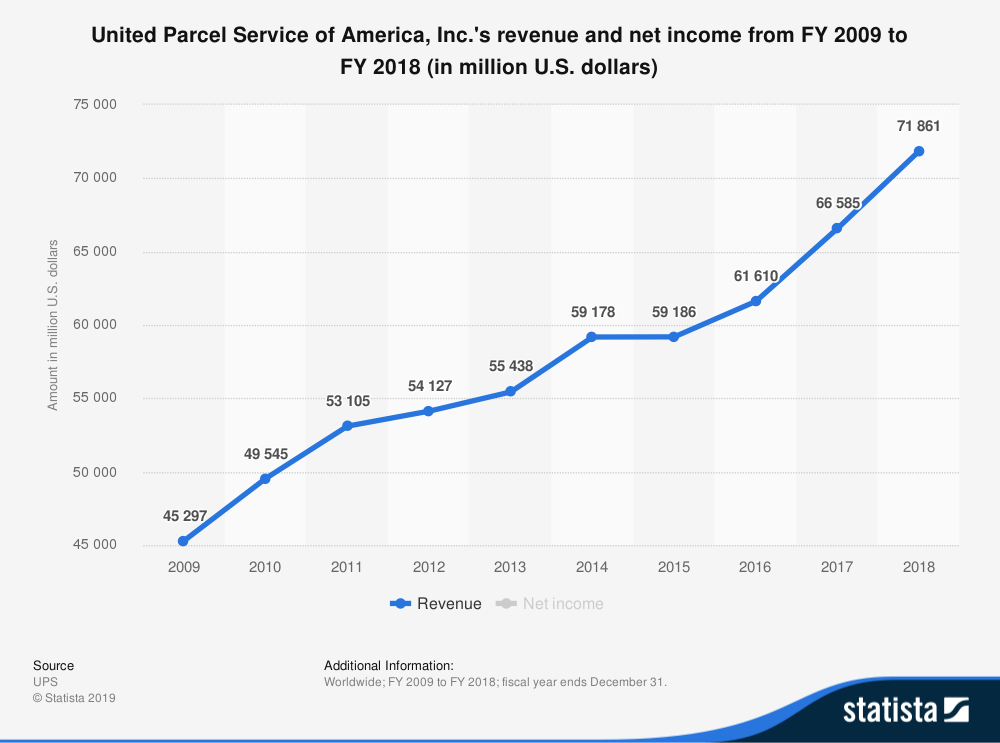 United Parcel Service of America, Inc.'s revenue and net income from FY 2009 to
FY 2018 (in million U.S. dollars)
Amount in million U.S. dollars
75 000
70 000
65 000
60 000
55 000
50 000
45 000
45 297
49 545
53 105
54 127
55 438
59 178
59 186
61 610
66 585
71 861
2009 2010 2011 2012 2013 2014 2015 2016 2017 2018
Revenue Net income
Source
UPS
© Statista 2019
Additional Information:
Worldwide; FY 2009 to FY 2018; fiscal year ends December 31.
statista